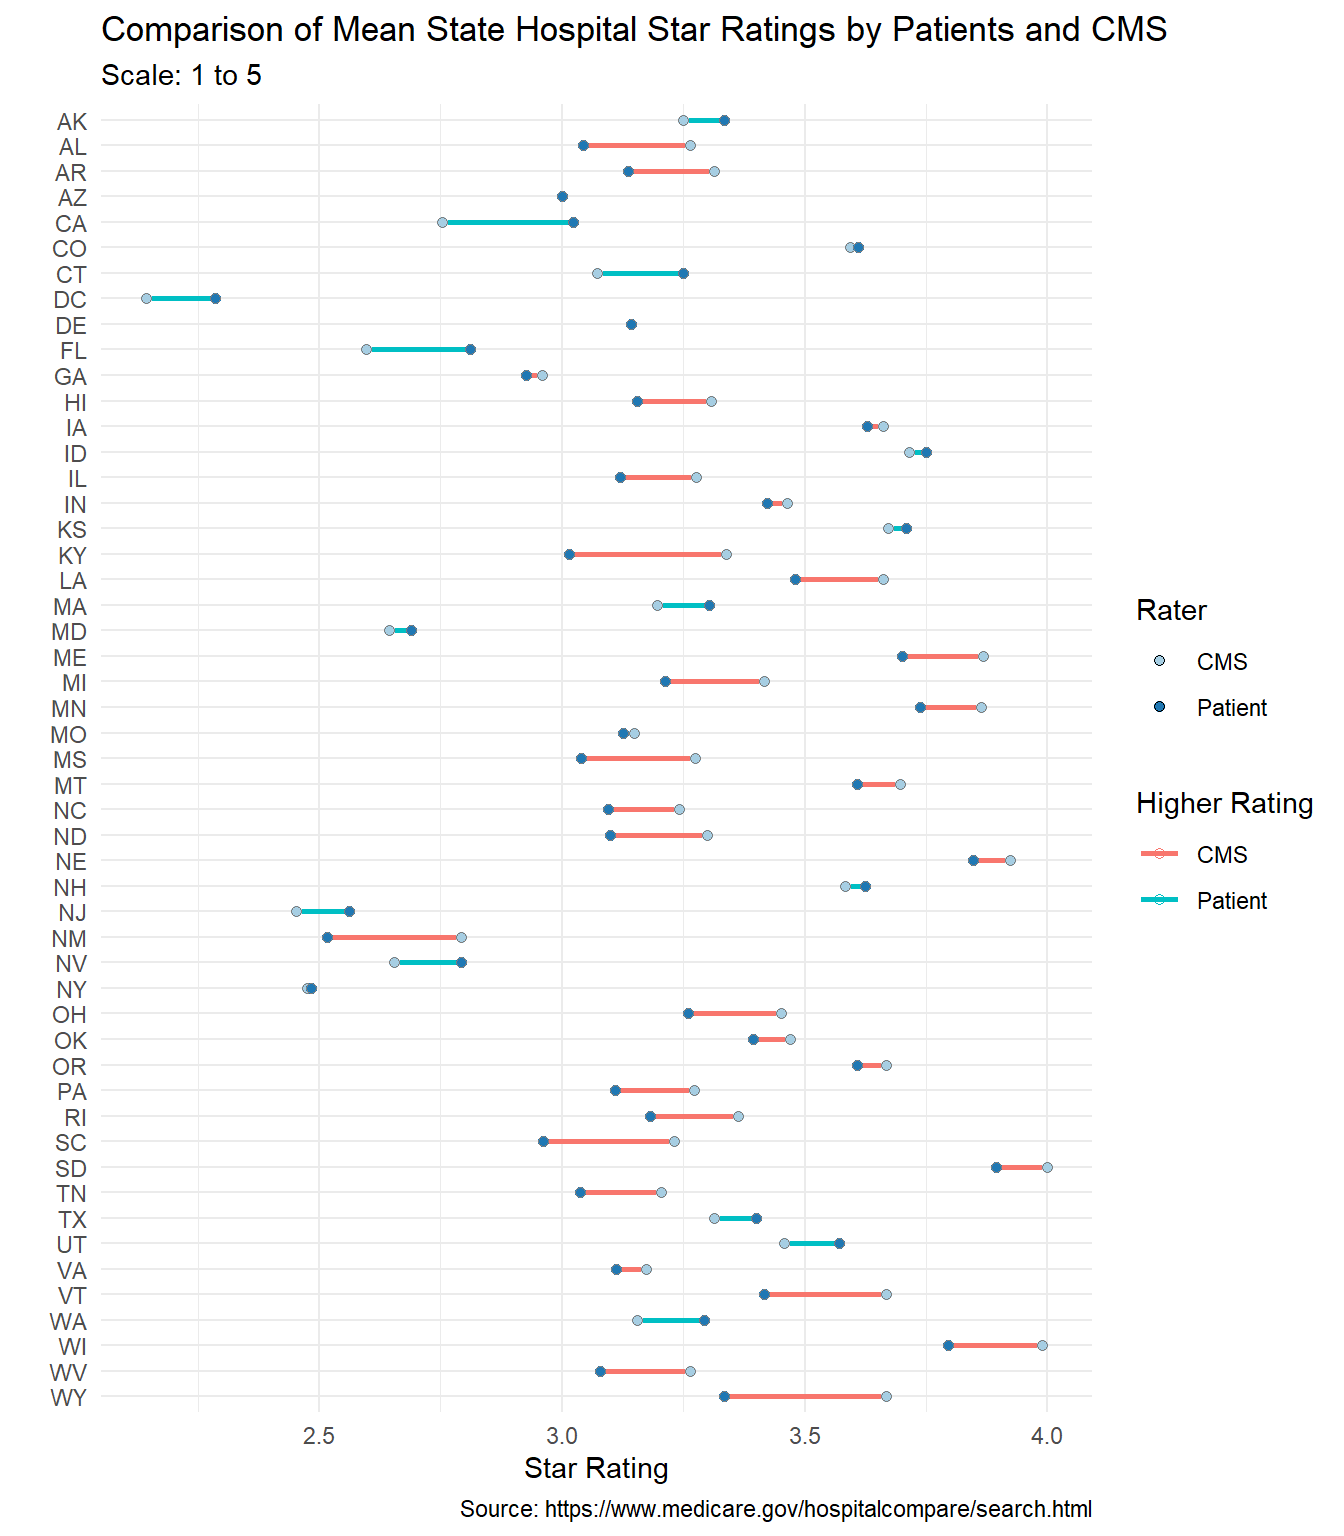 Comparison of Mean State Hospital Star Ratings by Patients and CMS
Scale: 1 to 5
AK
AL
AR
AZ
CA
CO
CT
DC
DE
FL
GA
HI
IA
ID
IL
IN
KS
KY
LA
MA
MD
ME
MI
MN
MO
MS
MT
NC
ND
NE
NH
NJ
NM
NV
NY
OH
OK
OR
PA
RI
SC
SD
TN
TX
UT
VA
VT
WA
WI
WV
WY
2.5 3.0 3.5 4.0
Star Rating
Rater
CMS
Patient
Higher Rating
CMS
Patient
Source: https://www.medicare.gov/hospitalcompare/search.html